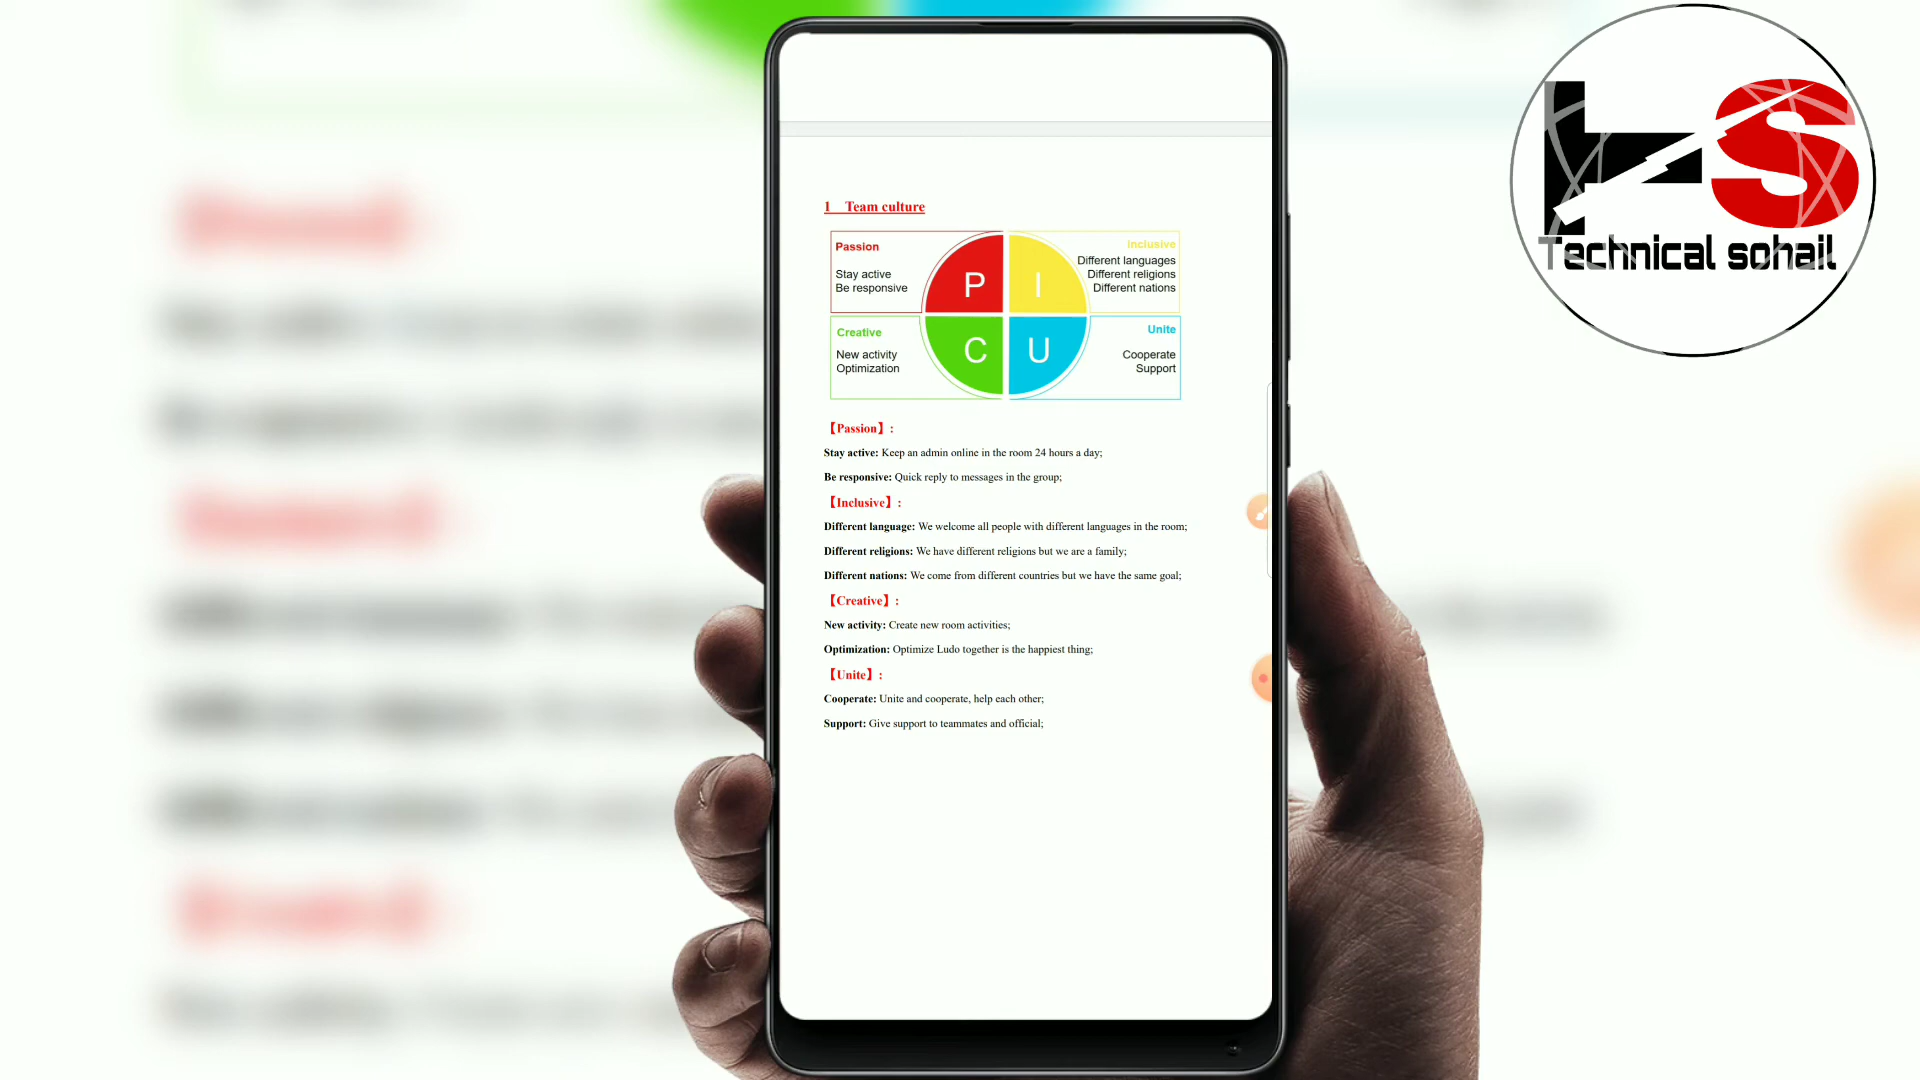 1 Team culture
Passion
Stay active
Be responsive
P
I
Inclusive
Different languages
Different religions
Different nations
Creative
New activity
Optimization
C
U
Unite
Cooperate
Support
【Passion】:
Stay active: Keep an admin online in the room 24 hours a day;
Be responsive: Quick reply to messages in the group;
【Inclusive】:
Different language: We welcome all people with different languages in the room;
Different religions: We have different religions but we are a family;
Different nations: We come from different countries but we have the same goal;
【Creative】:
New activity: Create new room activities;
Optimization: Optimize Ludo together is the happiest thing;
【Unite】:
Cooperate: Unite and cooperate, help each other;
Support: Give support to teammates and official;
Technical sohail